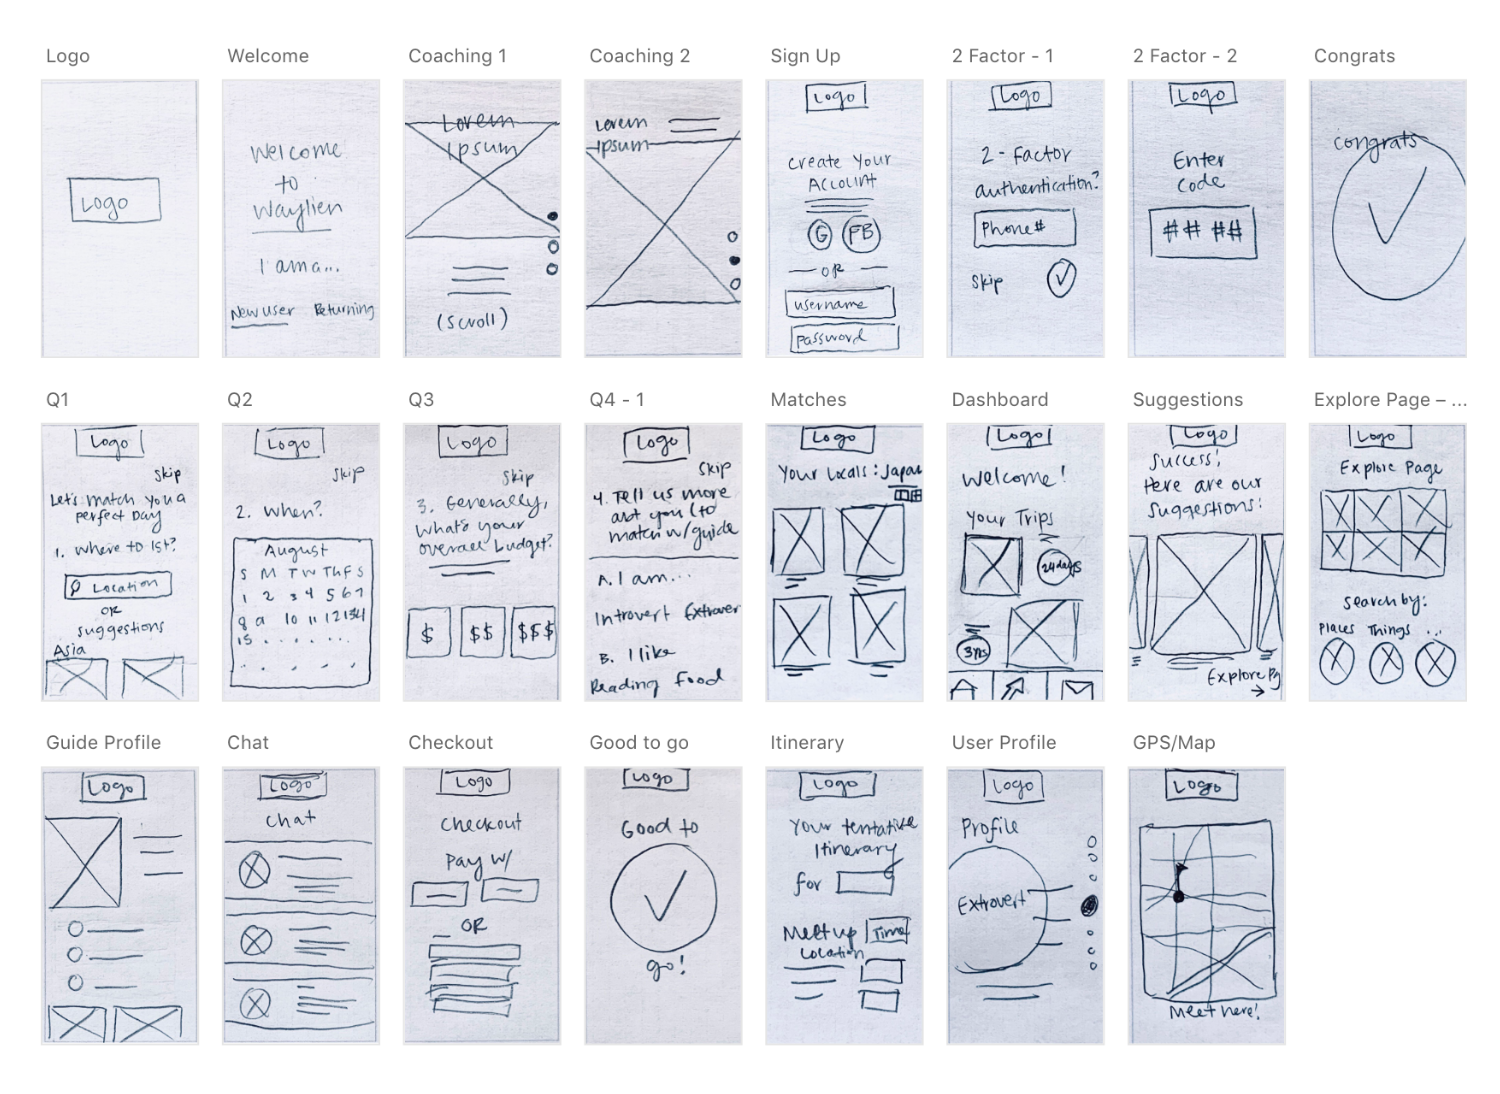 Logo
Welcome
Coaching 1
Coaching 2
Sign Up
2 Factor - 1
2 Factor - 2
Congrats
Logo
Welcome
to
Waylien
I am a...
New user Returning
Lorem
Ipsum
(scroll)
Lorem
Ipsum
Logo
Create Your
Account
G FB
OR
username
password
Logo
2 - Factor
authentication?
Phone #
Skip
Logo
Enter
Code
## ##
congrats
Q1
Q2
Q3
Q4 - 1
Matches
Dashboard
Suggestions
Explore Page – ...
Logo
Skip
Let's match you a
perfect Day
1. Where to 1st?
Location
OR
suggestions
Asia
Logo
Skip
2. When?
August
S M T W Th F S
1 2 3 4 5 6 7
8 9 10 11 12 13 14
15 . . . . .
Logo
Skip
3. Generally,
what's your
overall budget?
$ $$ $$$
Logo
Skip
4. Tell us more
abt you (to
match w/guide
A. I am...
Introvert Extrover
B. I like
Reading Food
Logo
Your Locals: Japan
Logo
Welcome!
Your Trips
24 days
3 yrs
Logo
Success!
Here are our
Suggestions:
Explore Pg
→
Logo
Explore Page
Search by:
Places Things ...
Guide Profile
Chat
Checkout
Good to go
Itinerary
User Profile
GPS/Map
Logo
Logo
Chat
Logo
Checkout
Pay w/
OR
Logo
Good to
go!
Logo
Your tentative
Itinerary
for
Meetup Time
Location
Logo
Profile
Extrovert
Logo
Meet here!